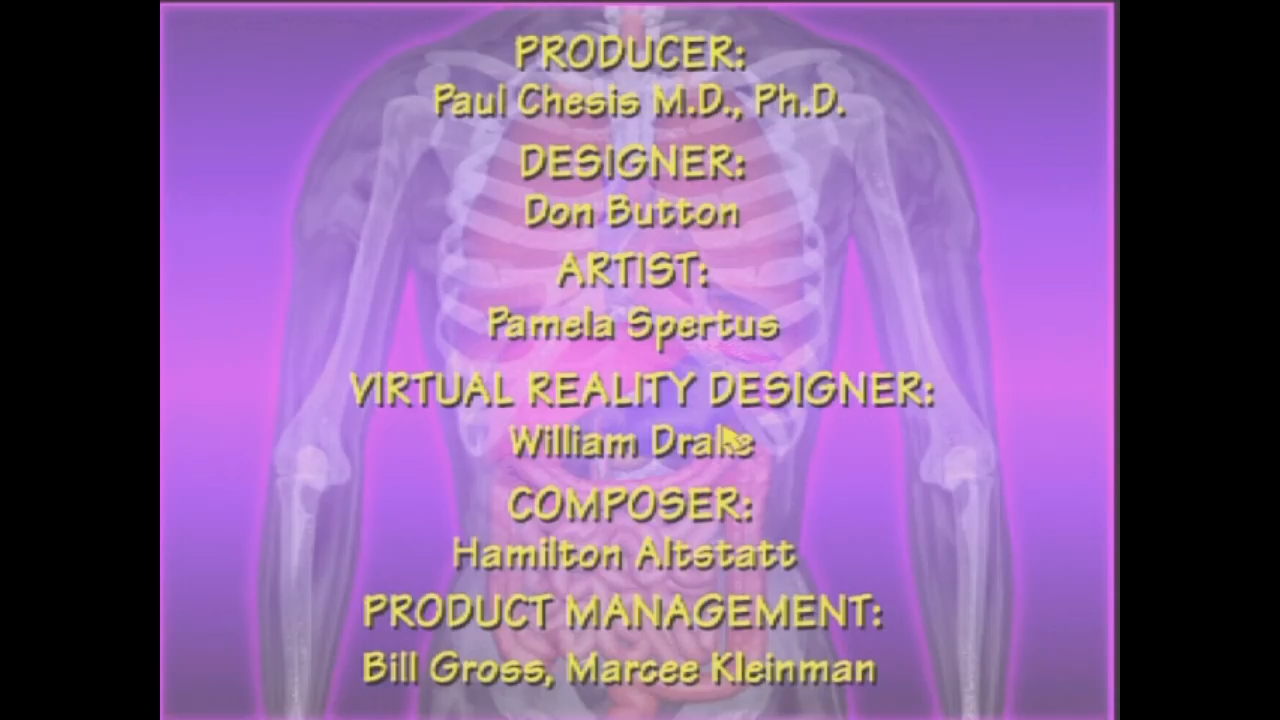 PRODUCER:
Paul Chesis M.D., Ph.D.
DESIGNER:
Don Button
ARTIST:
Pamela Spertus
VIRTUAL REALITY DESIGNER:
William Drake
COMPOSER:
Hamilton Altstatt
PRODUCT MANAGEMENT:
Bill Gross, Marcee Kleinman